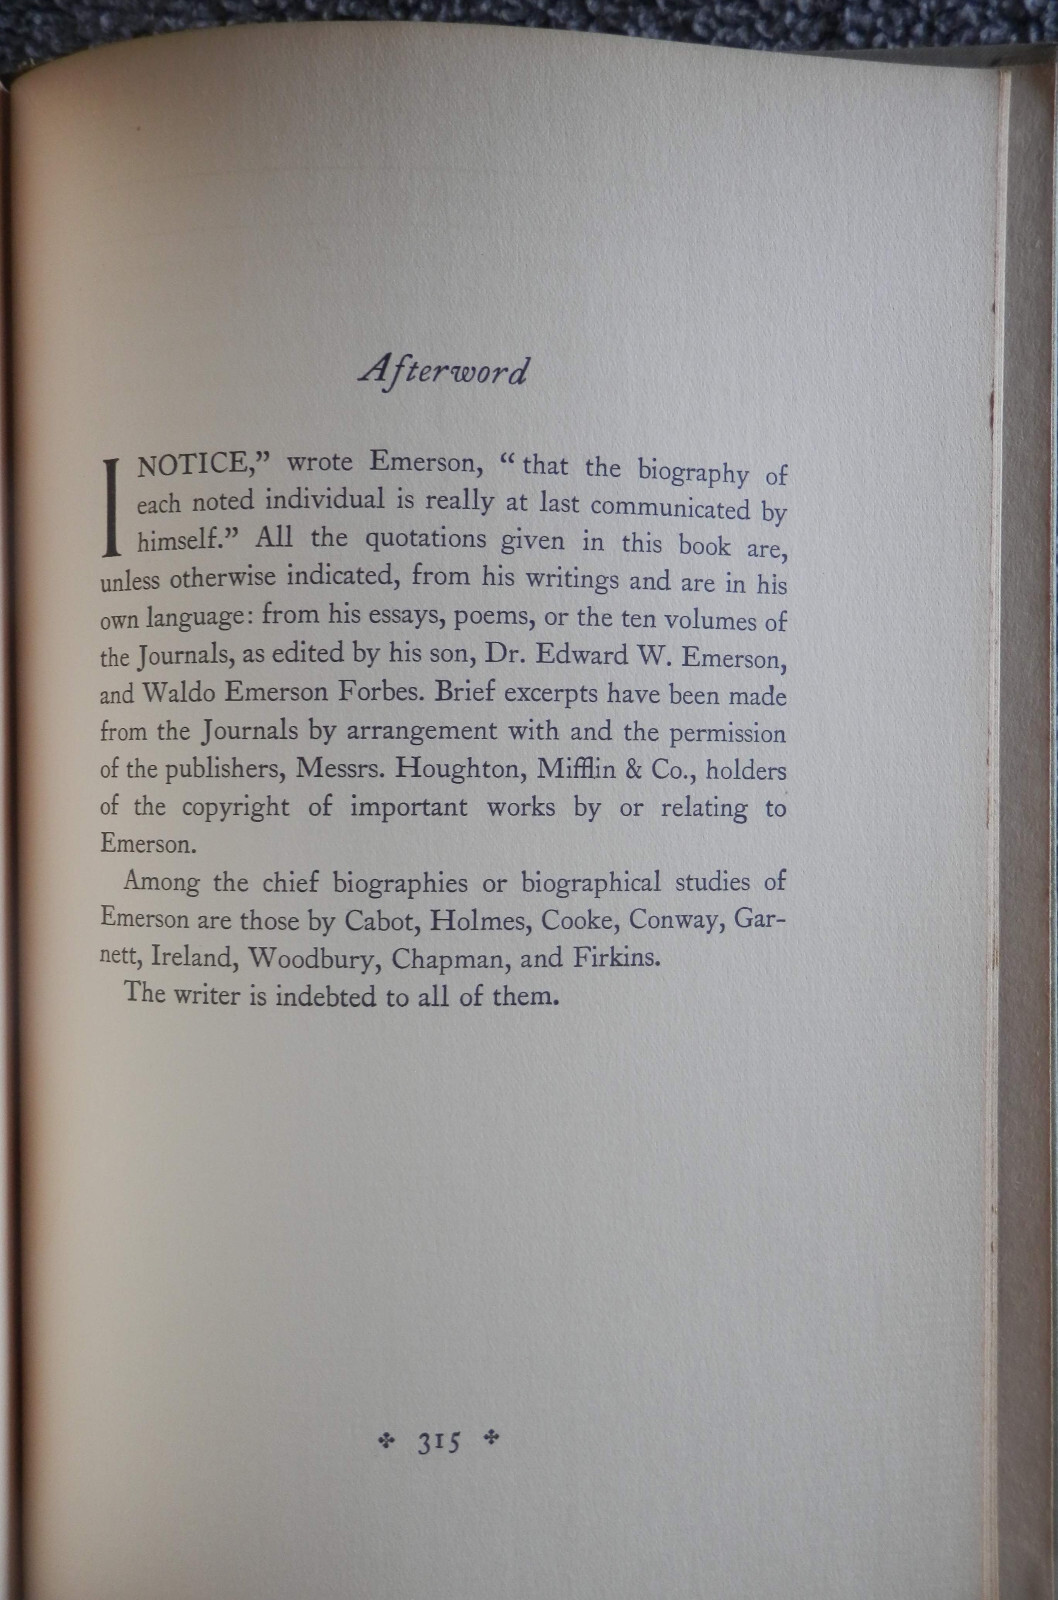 Afterword
I NOTICE,” wrote Emerson, “ that the biography of
each noted individual is really at last communicated by
himself.” All the quotations given in this book are,
unless otherwise indicated, from his writings and are in his
own language: from his essays, poems, or the ten volumes of
the Journals, as edited by his son, Dr. Edward W. Emerson,
and Waldo Emerson Forbes. Brief excerpts have been made
from the Journals by arrangement with and the permission
of the publishers, Messrs. Houghton, Mifflin & Co., holders
of the copyright of important works by or relating to
Emerson.
Among the chief biographies or biographical studies of
Emerson are those by Cabot, Holmes, Cooke, Conway, Gar-
nett, Ireland, Woodbury, Chapman, and Firkins.
The writer is indebted to all of them.
✤ 315 ✤